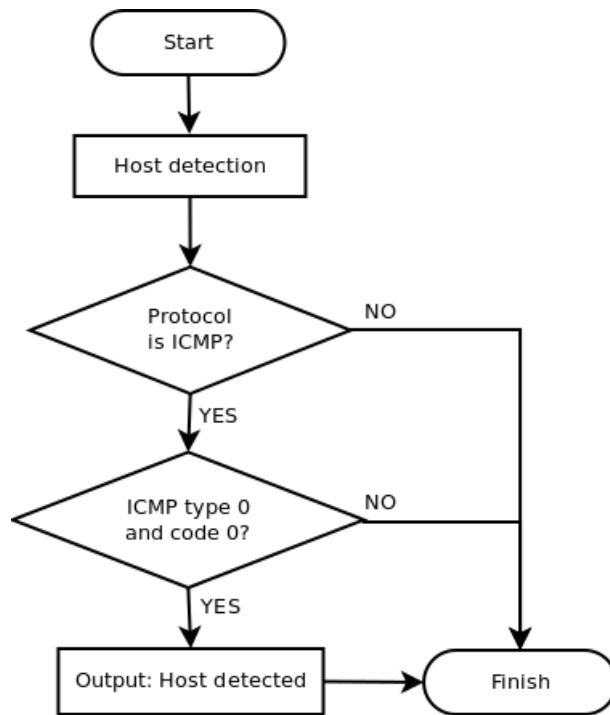 Start
Host detection
Protocol
is ICMP?
NO
YES
ICMP type 0
and code 0?
NO
YES
Output: Host detected
Finish